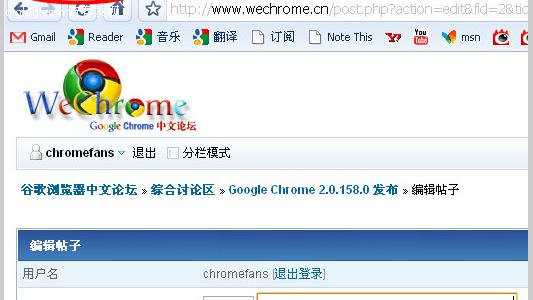 http://www.wechrome.cn/post.php?action=edit&fid=2&tid
Gmail Reader 音乐 翻译 订阅 Note This YouTube msn
WeChrome
Google Chrome 中文论坛
chromefans 退出 分栏模式
谷歌浏览器中文论坛 » 综合讨论区 » Google Chrome 2.0.158.0 发布 » 编辑帖子
编辑帖子
用户名 chromefans [退出登录]